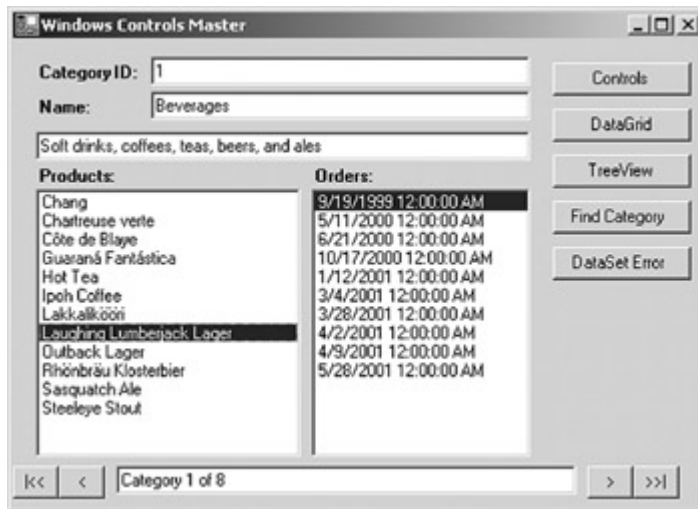 Windows Controls Master
Category ID: 1
Controls
Name: Beverages
DataGrid
Soft drinks, coffees, teas, beers, and ales
TreeView
Products:
Chang
Chartreuse verte
Côte de Blaye
Guaraná Fantástica
Hot Tea
Ipoh Coffee
Lakkalikööri
Laughing Lumberjack Lager
Outback Lager
Rhönbräu Klosterbier
Sasquatch Ale
Steeleye Stout
Orders:
9/19/1999 12:00:00 AM
5/11/2000 12:00:00 AM
6/21/2000 12:00:00 AM
10/17/2000 12:00:00 AM
1/12/2001 12:00:00 AM
3/4/2001 12:00:00 AM
3/28/2001 12:00:00 AM
4/2/2001 12:00:00 AM
4/9/2001 12:00:00 AM
5/28/2001 12:00:00 AM
Find Category
DataSet Error
|<< < Category 1 of 8 > >>|